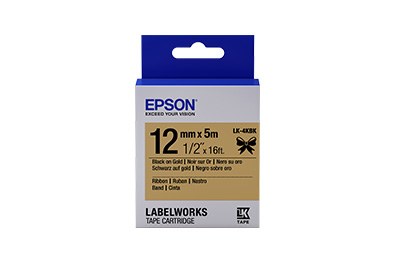 EPSON
EXCEED YOUR VISION
12 mm x 5m
1/2" x 16ft.
LK-4KBK
Black on Gold | Noir sur Or | Nero su oro
Schwarz auf gold | Negro sobre oro
Ribbon | Ruban | Nastro
Band | Cinta
LABELWORKS
TAPE CARTRIDGE
LK
TAPE